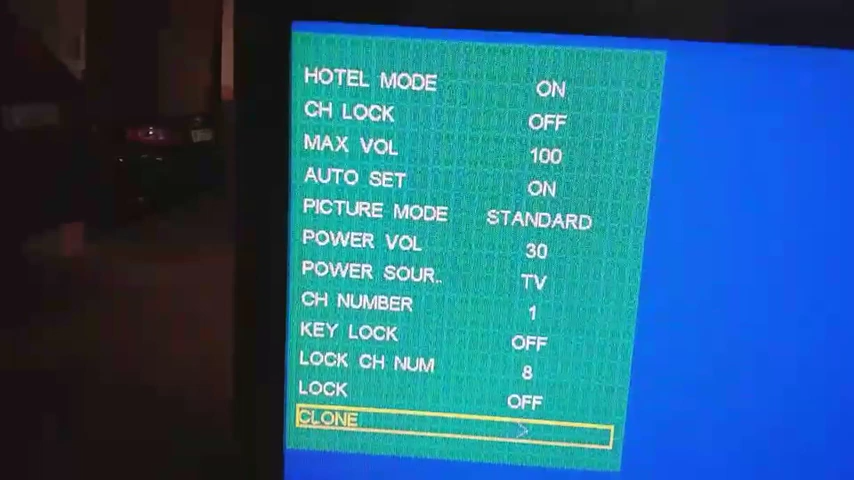 HOTEL MODE ON
CH LOCK OFF
MAX VOL 100
AUTO SET ON
PICTURE MODE STANDARD
POWER VOL 30
POWER SOUR.. TV
CH NUMBER 1
KEY LOCK OFF
LOCK CH NUM 8
LOCK OFF
CLONE >